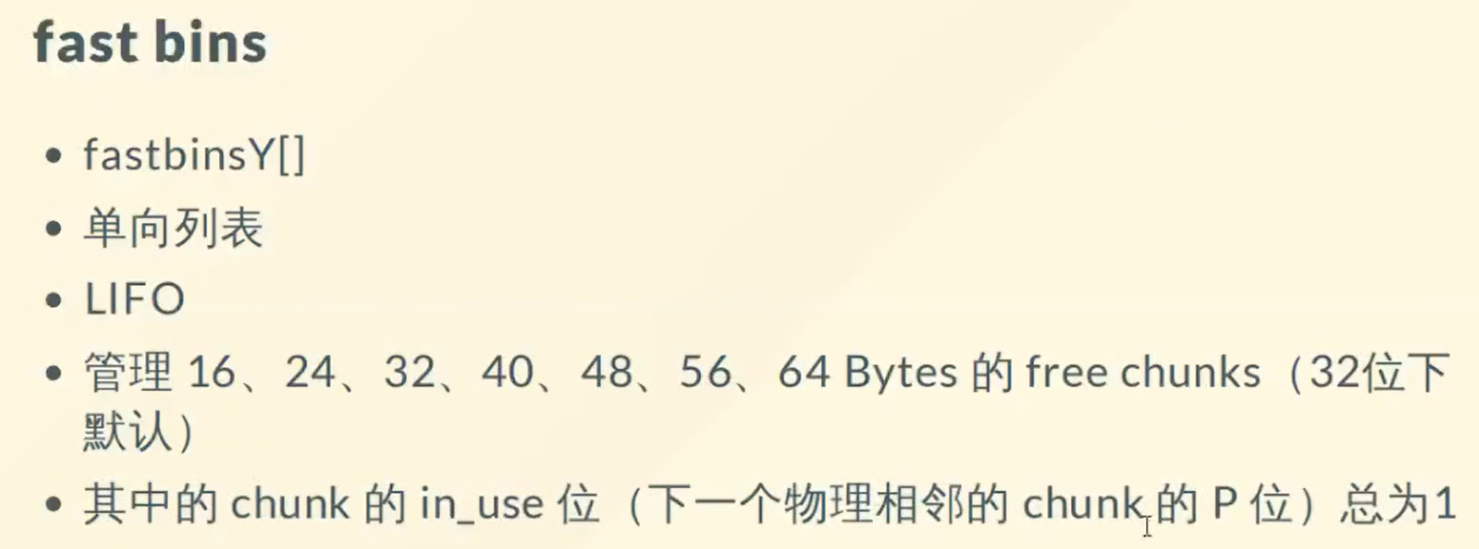 fast bins
fastbinsY[]
单向列表
LIFO
管理 16、24、32、40、48、56、64 Bytes 的 free chunks（32位下
默认）
其中的 chunk 的 in_use 位（下一个物理相邻的 chunk 的 P 位）总为1